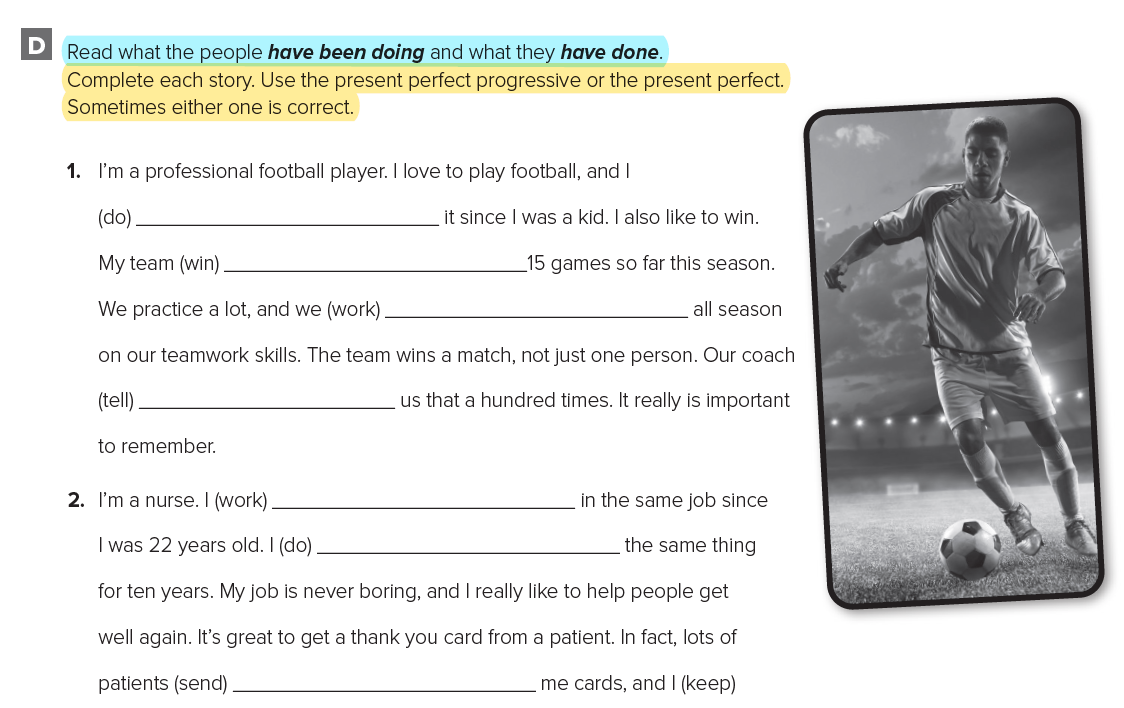 D
Read what the people have been doing and what they have done.
Complete each story. Use the present perfect progressive or the present perfect.
Sometimes either one is correct.
1. I'm a professional football player. I love to play football, and I
(do) ______________________________ it since I was a kid. I also like to win.
My team (win) ______________________________15 games so far this season.
We practice a lot, and we (work) ______________________________ all season
on our teamwork skills. The team wins a match, not just one person. Our coach
(tell) _________________________ us that a hundred times. It really is important
to remember.
2. I'm a nurse. I (work) ______________________________ in the same job since
I was 22 years old. I (do) ______________________________ the same thing
for ten years. My job is never boring, and I really like to help people get
well again. It's great to get a thank you card from a patient. In fact, lots of
patients (send) ______________________________ me cards, and I (keep)